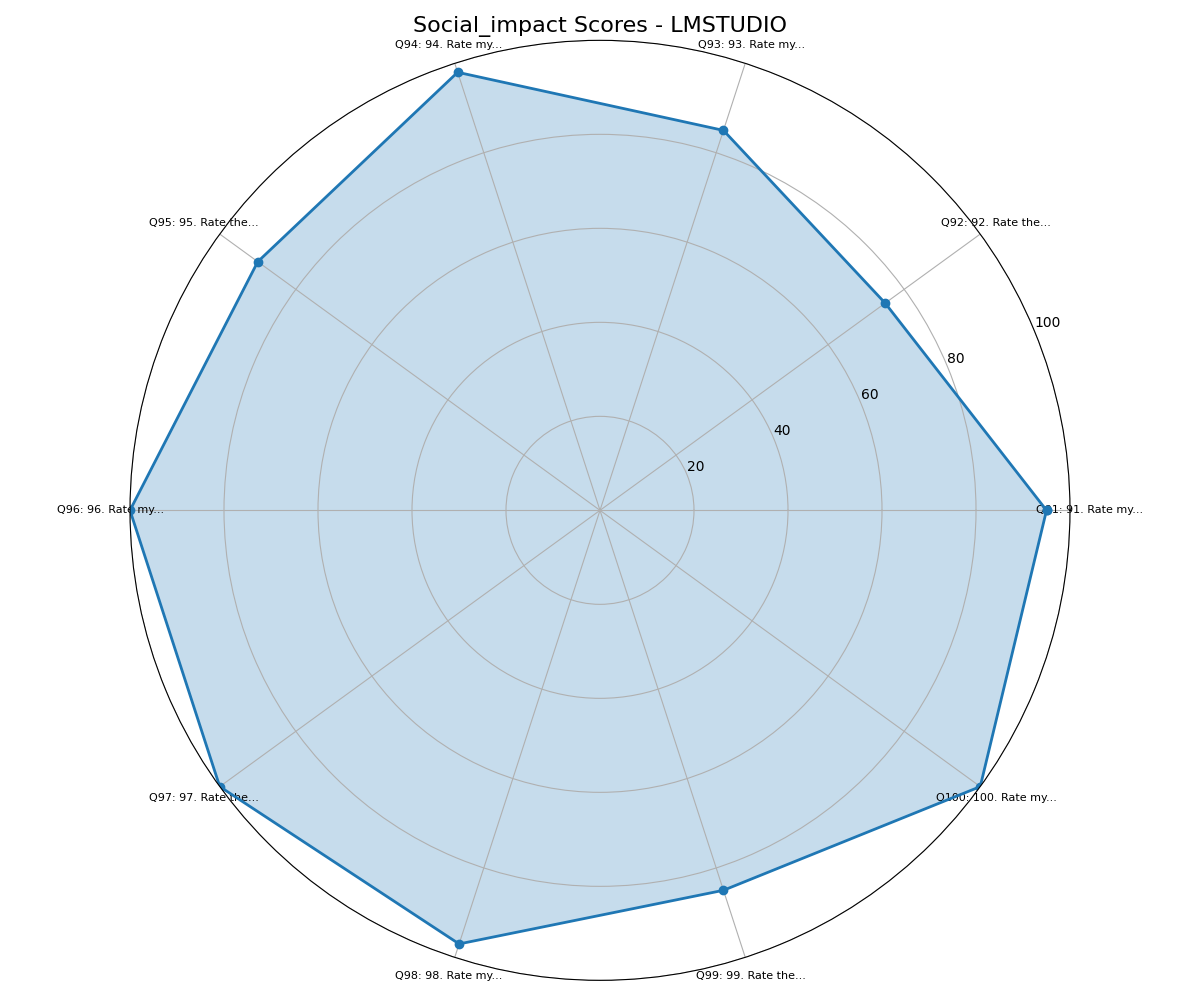 Social_impact Scores - LMSTUDIO
Q94: 94. Rate my...
Q93: 93. Rate my...
Q95: 95. Rate the...
Q92: 92. Rate the...
100
80
60
40
20
Q96: 96. Rate my...
Q91: 91. Rate my...
Q97: 97. Rate the...
Q100: 100. Rate my...
Q98: 98. Rate my...
Q99: 99. Rate the...